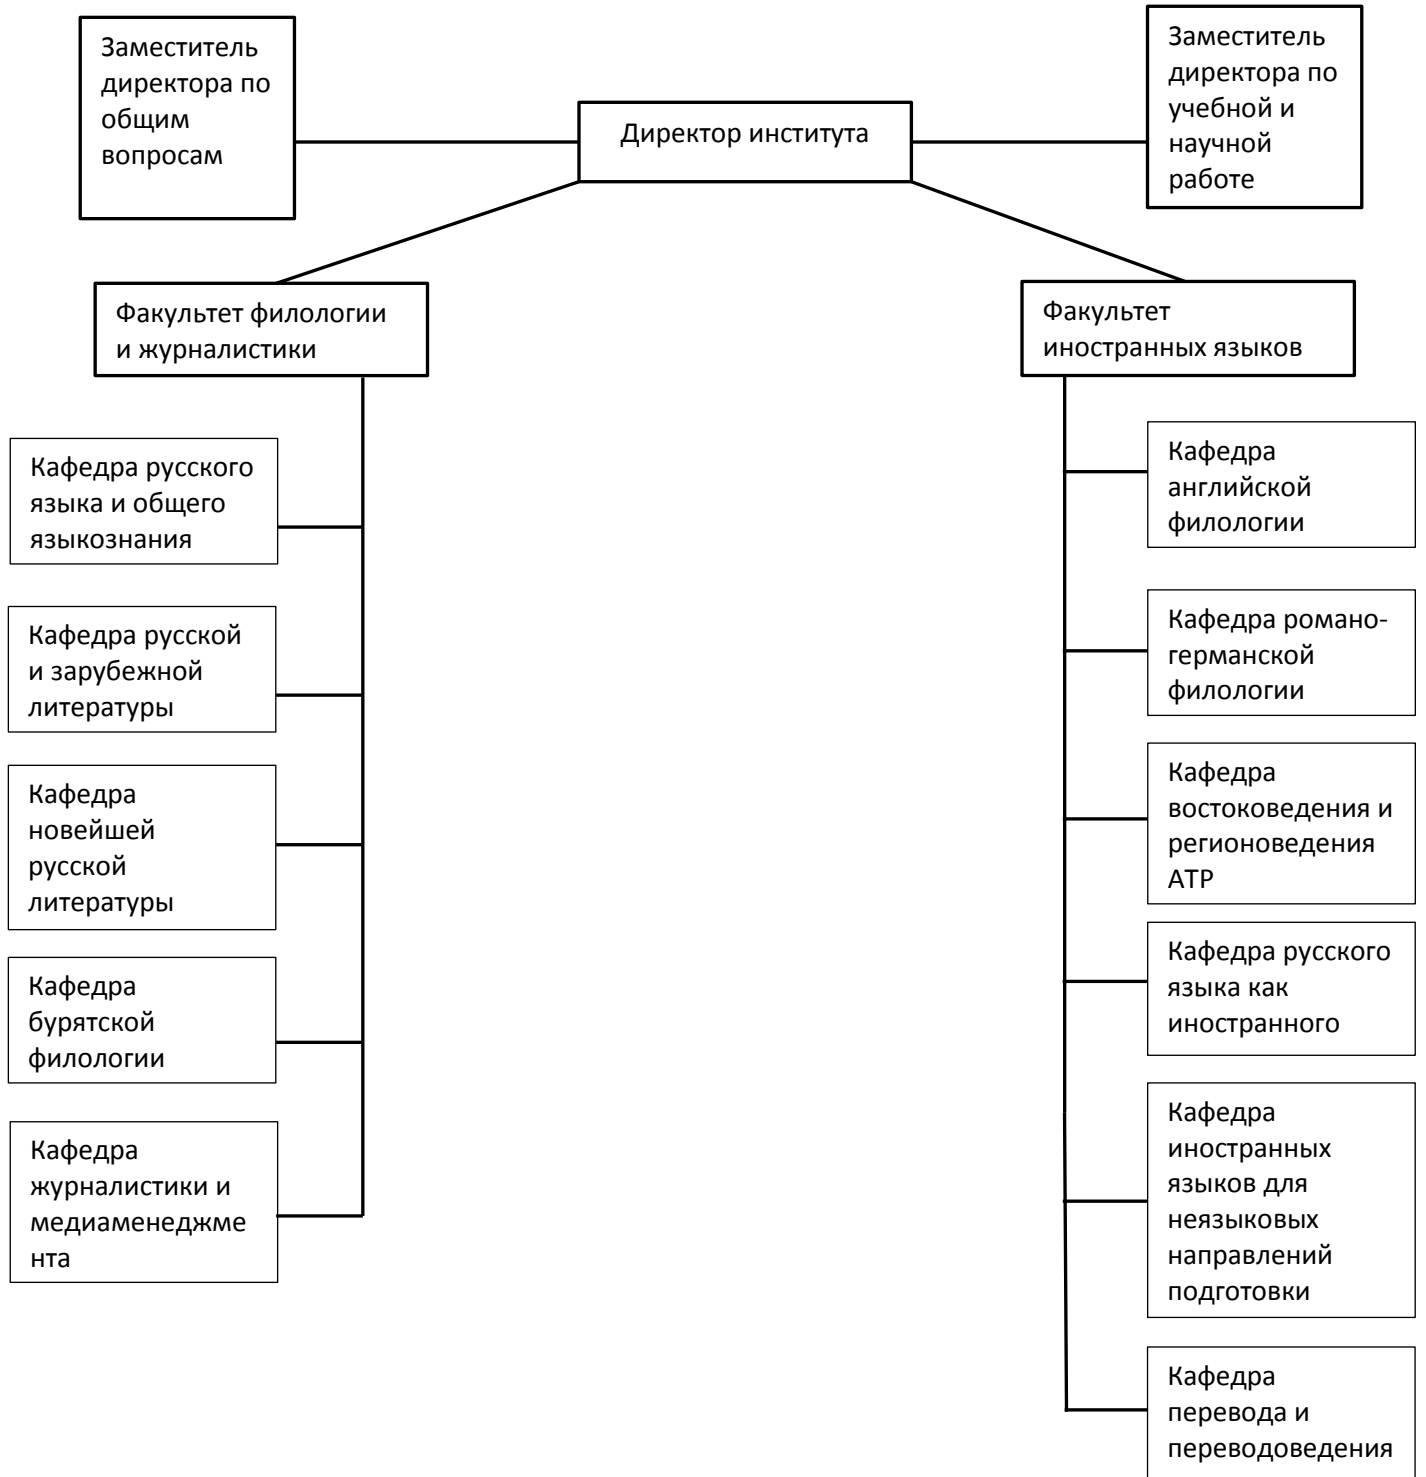 Заместитель
директора по
общим
вопросам
Директор института
Заместитель
директора по
учебной и
научной
работе
Факультет филологии
и журналистики
Факультет
иностранных языков
Кафедра русского
языка и общего
языкознания
Кафедра русской
и зарубежной
литературы
Кафедра
новейшей
русской
литературы
Кафедра
бурятской
филологии
Кафедра
журналистики и
медиаменеджме
нта
Кафедра
английской
филологии
Кафедра романо-
германской
филологии
Кафедра
востоковедения и
регионоведения
АТР
Кафедра русского
языка как
иностранного
Кафедра
иностранных
языков для
неязыковых
направлений
подготовки
Кафедра
перевода и
переводоведения